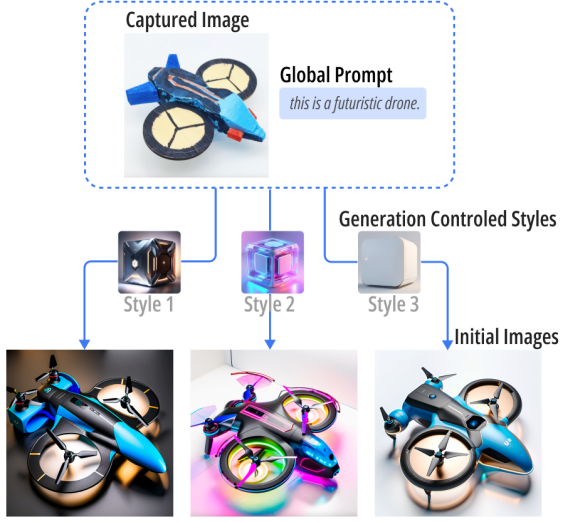 Captured Image
Global Prompt
this is a futuristic drone.
Generation Controled Styles
Style 1
Style 2
Style 3
Initial Images